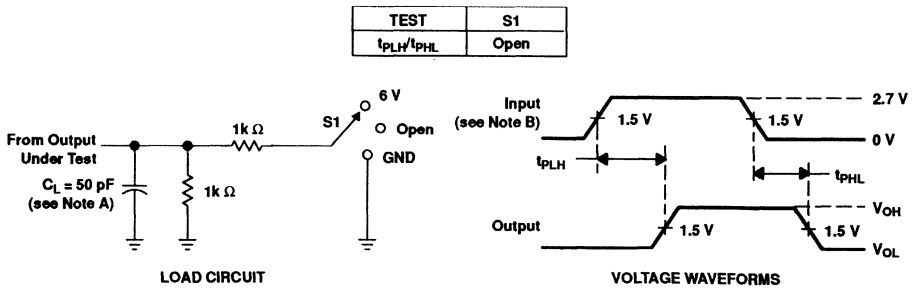 TEST S1
tPLH/tPHL Open
From Output
Under Test
CL = 50 pF
(see Note A)
1k Ω
1k Ω
S1
6 V
Open
GND
LOAD CIRCUIT
Input
(see Note B)
1.5 V
1.5 V
2.7 V
0 V
tPLH
tPHL
Output
1.5 V
1.5 V
VOH
VOL
VOLTAGE WAVEFORMS